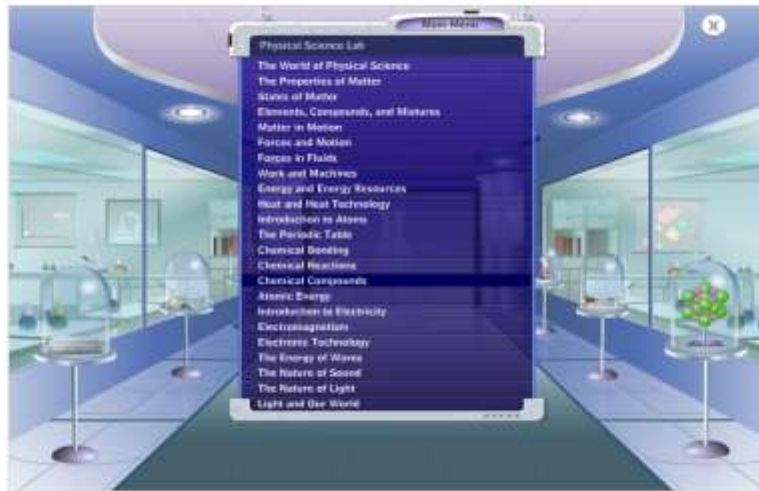 Main Menu
X
Physical Science Lab
The World of Physical Science
The Properties of Matter
States of Matter
Elements, Compounds, and Mixtures
Matter in Motion
Forces and Motion
Forces in Fluids
Work and Machines
Energy and Energy Resources
Heat and Heat Technology
Introduction to Atoms
The Periodic Table
Chemical Bonding
Chemical Reactions
Chemical Compounds
Atomic Energy
Introduction to Electricity
Electromagnetism
Electronic Technology
The Energy of Waves
The Nature of Sound
The Nature of Light
Light and Our World